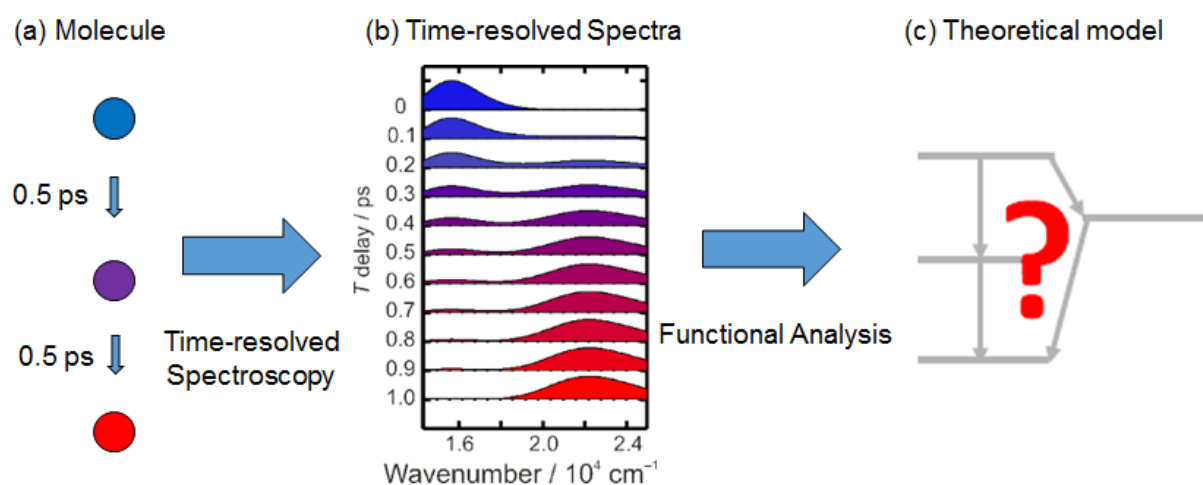 (a) Molecule
(b) Time-resolved Spectra
(c) Theoretical model
0.5 ps
0.5 ps
Time-resolved
Spectroscopy
T delay / ps
0
0.1
0.2
0.3
0.4
0.5
0.6
0.7
0.8
0.9
1.0
1.6 2.0 2.4
Wavenumber / 10⁴ cm⁻¹
Functional Analysis
?